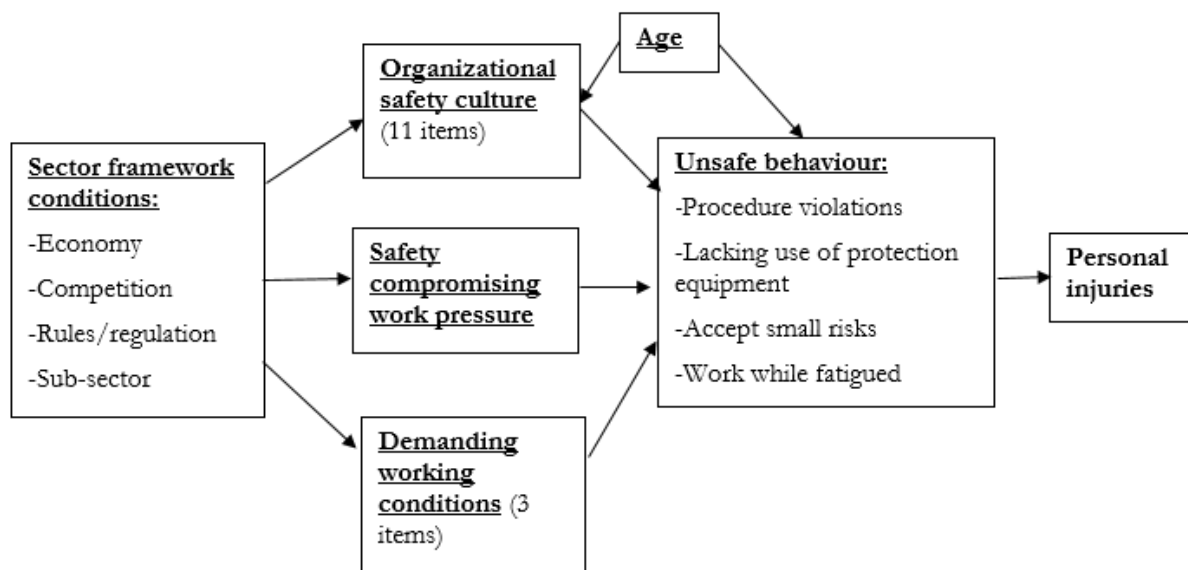 Age
Organizational
safety culture
(11 items)
Sector framework
conditions:
-Economy
-Competition
-Rules/regulation
-Sub-sector
Safety
compromising
work pressure
Demanding
working
conditions (3
items)
Unsafe behaviour:
-Procedure violations
-Lacking use of protection
equipment
-Accept small risks
-Work while fatigued
Personal
injuries